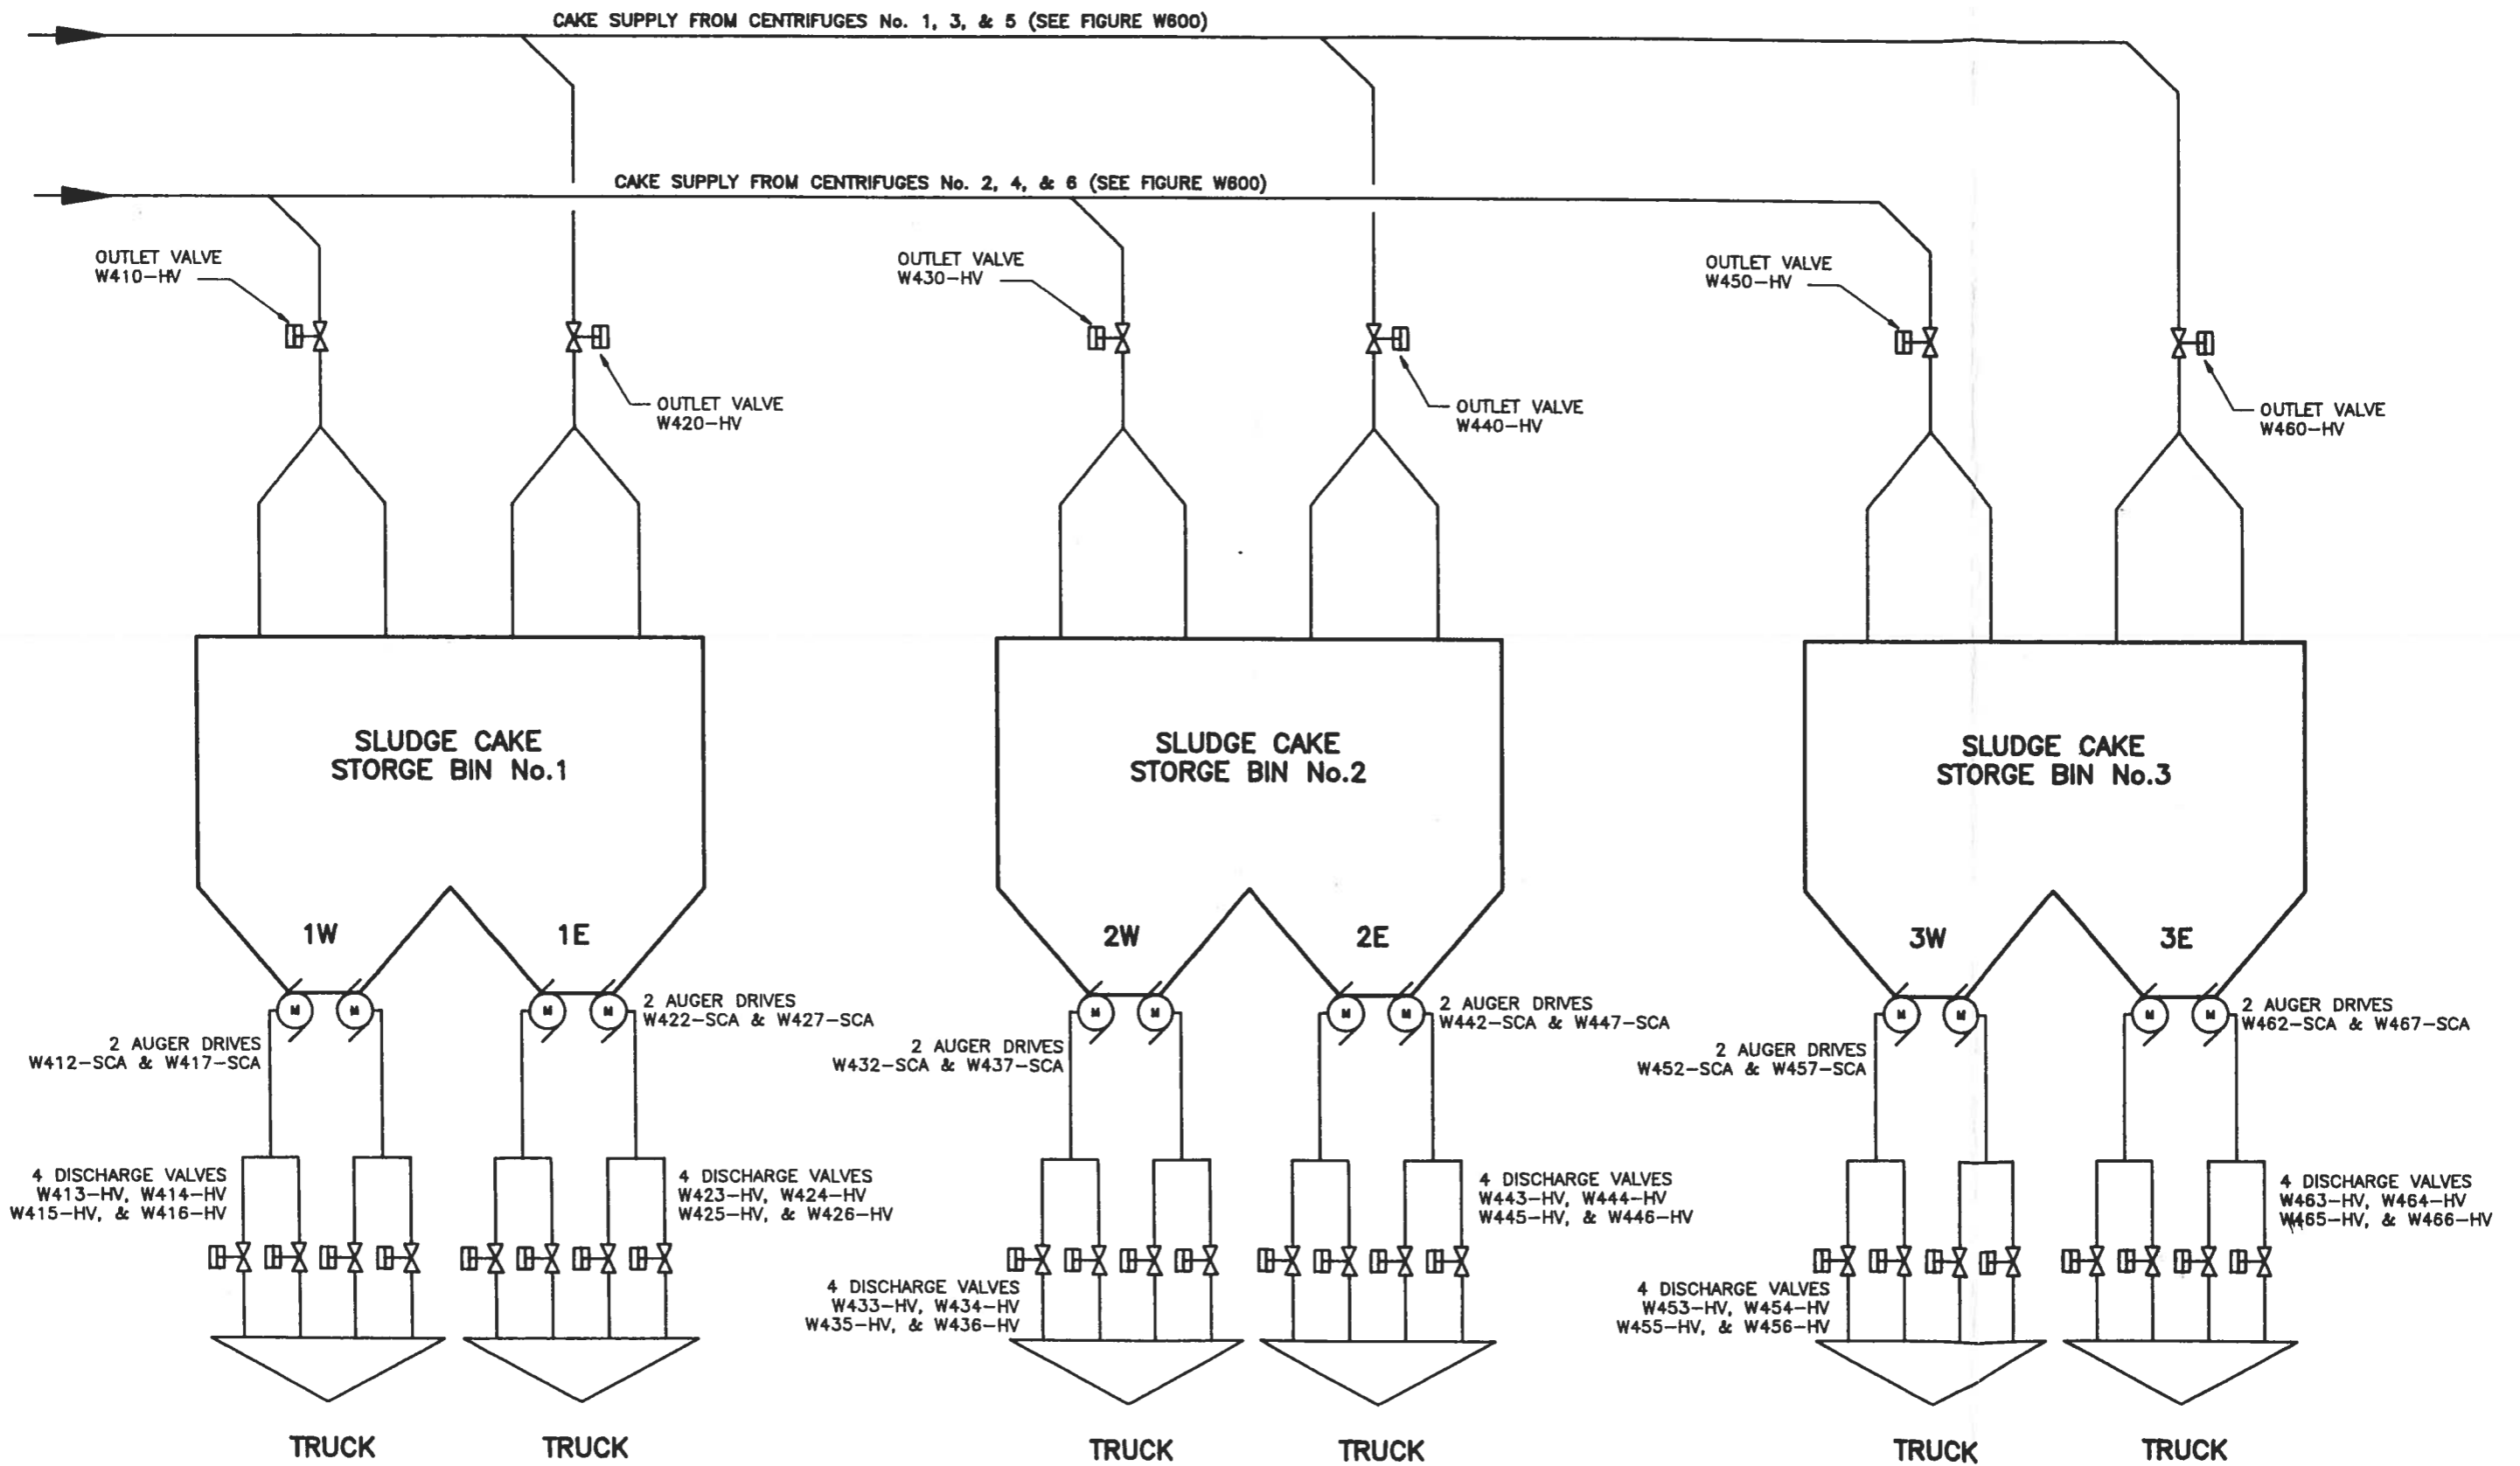 CAKE SUPPLY FROM CENTRIFUGES No. 1, 3, & 5 (SEE FIGURE W600)
CAKE SUPPLY FROM CENTRIFUGES No. 2, 4, & 6 (SEE FIGURE W600)
OUTLET VALVE
W410-HV
OUTLET VALVE
W420-HV
OUTLET VALVE
W430-HV
OUTLET VALVE
W440-HV
OUTLET VALVE
W450-HV
OUTLET VALVE
W460-HV
SLUDGE CAKE
STORGE BIN No.1
SLUDGE CAKE
STORGE BIN No.2
SLUDGE CAKE
STORGE BIN No.3
1W
1E
2W
2E
3W
3E
M
M
M
M
M
M
M
M
M
M
M
M
2 AUGER DRIVES
W412-SCA & W417-SCA
2 AUGER DRIVES
W422-SCA & W427-SCA
2 AUGER DRIVES
W432-SCA & W437-SCA
2 AUGER DRIVES
W442-SCA & W447-SCA
2 AUGER DRIVES
W452-SCA & W457-SCA
2 AUGER DRIVES
W462-SCA & W467-SCA
4 DISCHARGE VALVES
W413-HV, W414-HV
W415-HV, & W416-HV
4 DISCHARGE VALVES
W423-HV, W424-HV
W425-HV, & W426-HV
4 DISCHARGE VALVES
W433-HV, W434-HV
W435-HV, & W436-HV
4 DISCHARGE VALVES
W443-HV, W444-HV
W445-HV, & W446-HV
4 DISCHARGE VALVES
W453-HV, W454-HV
W455-HV, & W456-HV
4 DISCHARGE VALVES
W463-HV, W464-HV
W465-HV, & W466-HV
TRUCK
TRUCK
TRUCK
TRUCK
TRUCK
TRUCK